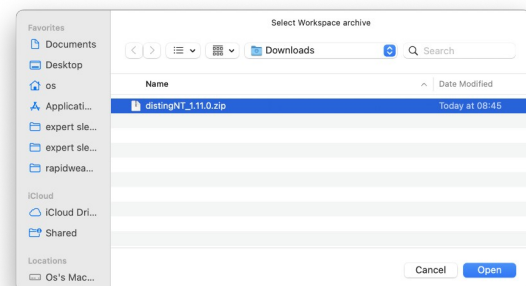 Select Workspace archive
Favorites
Documents
Desktop
os
Applicati...
expert sle...
expert sle...
rapidwea...
iCloud
iCloud Dri...
Shared
Locations
Os's Mac...
Downloads
Search
Name
Date Modified
distingNT_1.11.0.zip
Today at 08:45
Cancel
Open